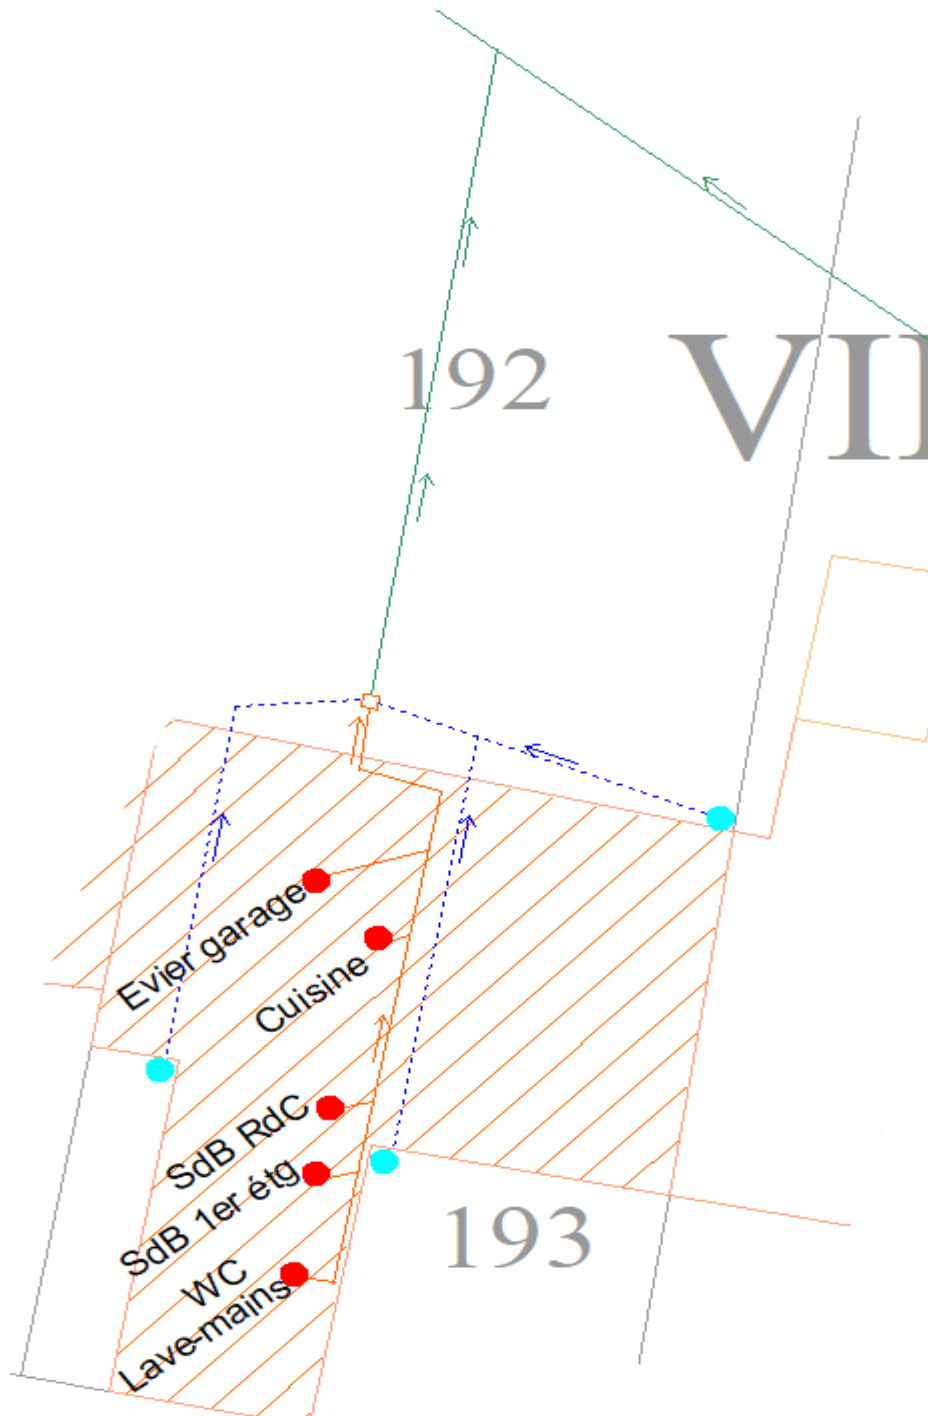 192
VII
Evier garage
Cuisine
SdB RdC
SdB 1er étg
WC
Lave-mains
193